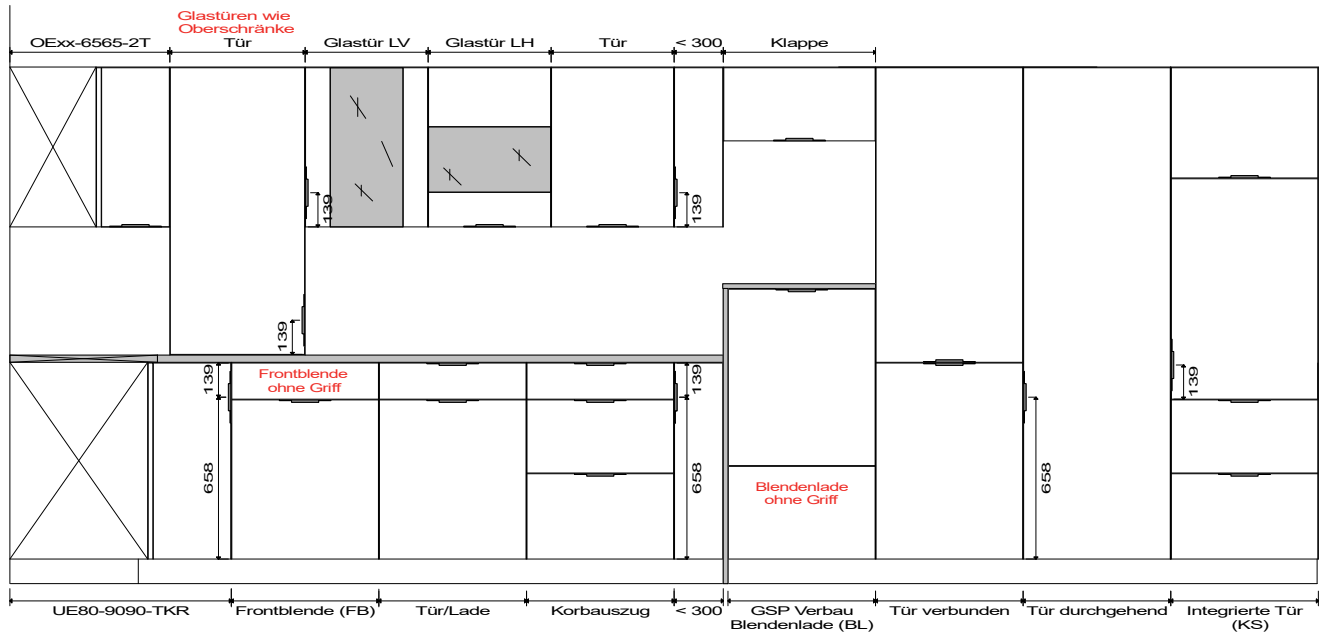 Glastüren wie
Oberschränke
OExx-6565-2T
Tür
Glastür LV
Glastür LH
Tür
< 300
Klappe
139
139
139
139
139
139
Frontblende
ohne Griff
658
658
Blendenlade
ohne Griff
UE80-9090-TKR
Frontblende (FB)
Tür/Lade
Korbauszug
< 300
GSP Verbau
Blendenlade (BL)
Tür verbunden
Tür durchgehend
Integrierte Tür
(KS)